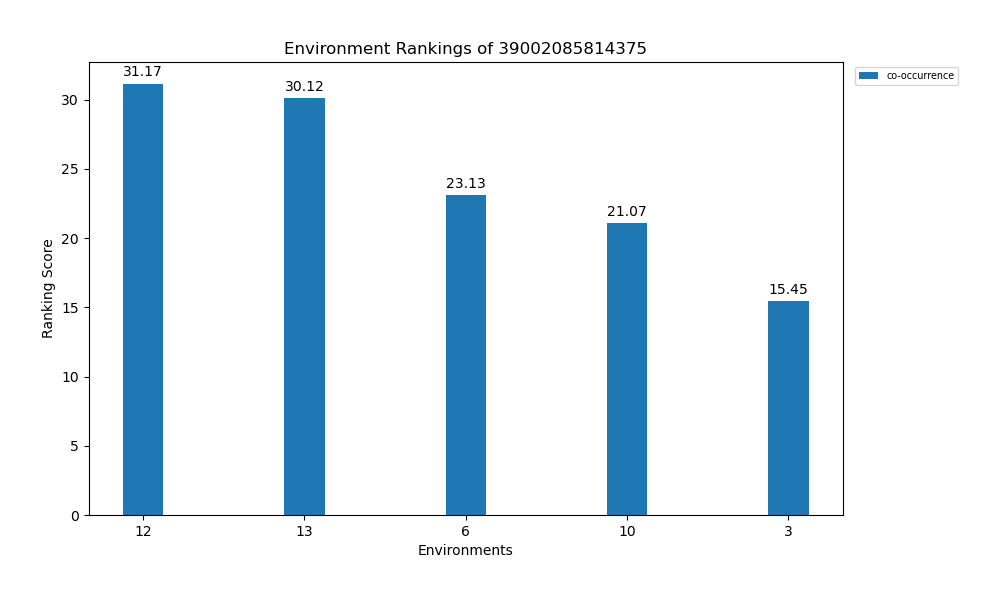 Environment Rankings of 39002085814375
co-occurrence
Ranking Score
30
25
20
15
10
5
0
31.17
30.12
23.13
21.07
15.45
12 13 6 10 3
Environments